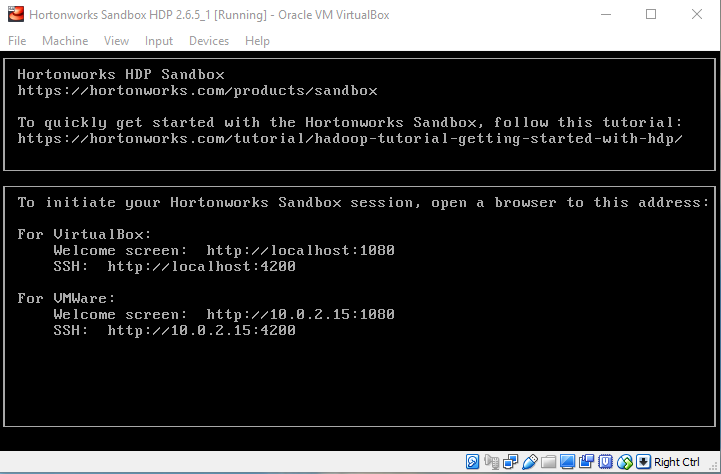 Hortonworks Sandbox HDP 2.6.5_1 [Running] - Oracle VM VirtualBox
File Machine View Input Devices Help
Hortonworks HDP Sandbox
https://hortonworks.com/products/sandbox
To quickly get started with the Hortonworks Sandbox, follow this tutorial:
https://hortonworks.com/tutorial/hadoop-tutorial-getting-started-with-hdp/
To initiate your Hortonworks Sandbox session, open a browser to this address:
For VirtualBox:
Welcome screen: http://localhost:1080
SSH: http://localhost:4200
For VMWare:
Welcome screen: http://10.0.2.15:1080
SSH: http://10.0.2.15:4200
Right Ctrl